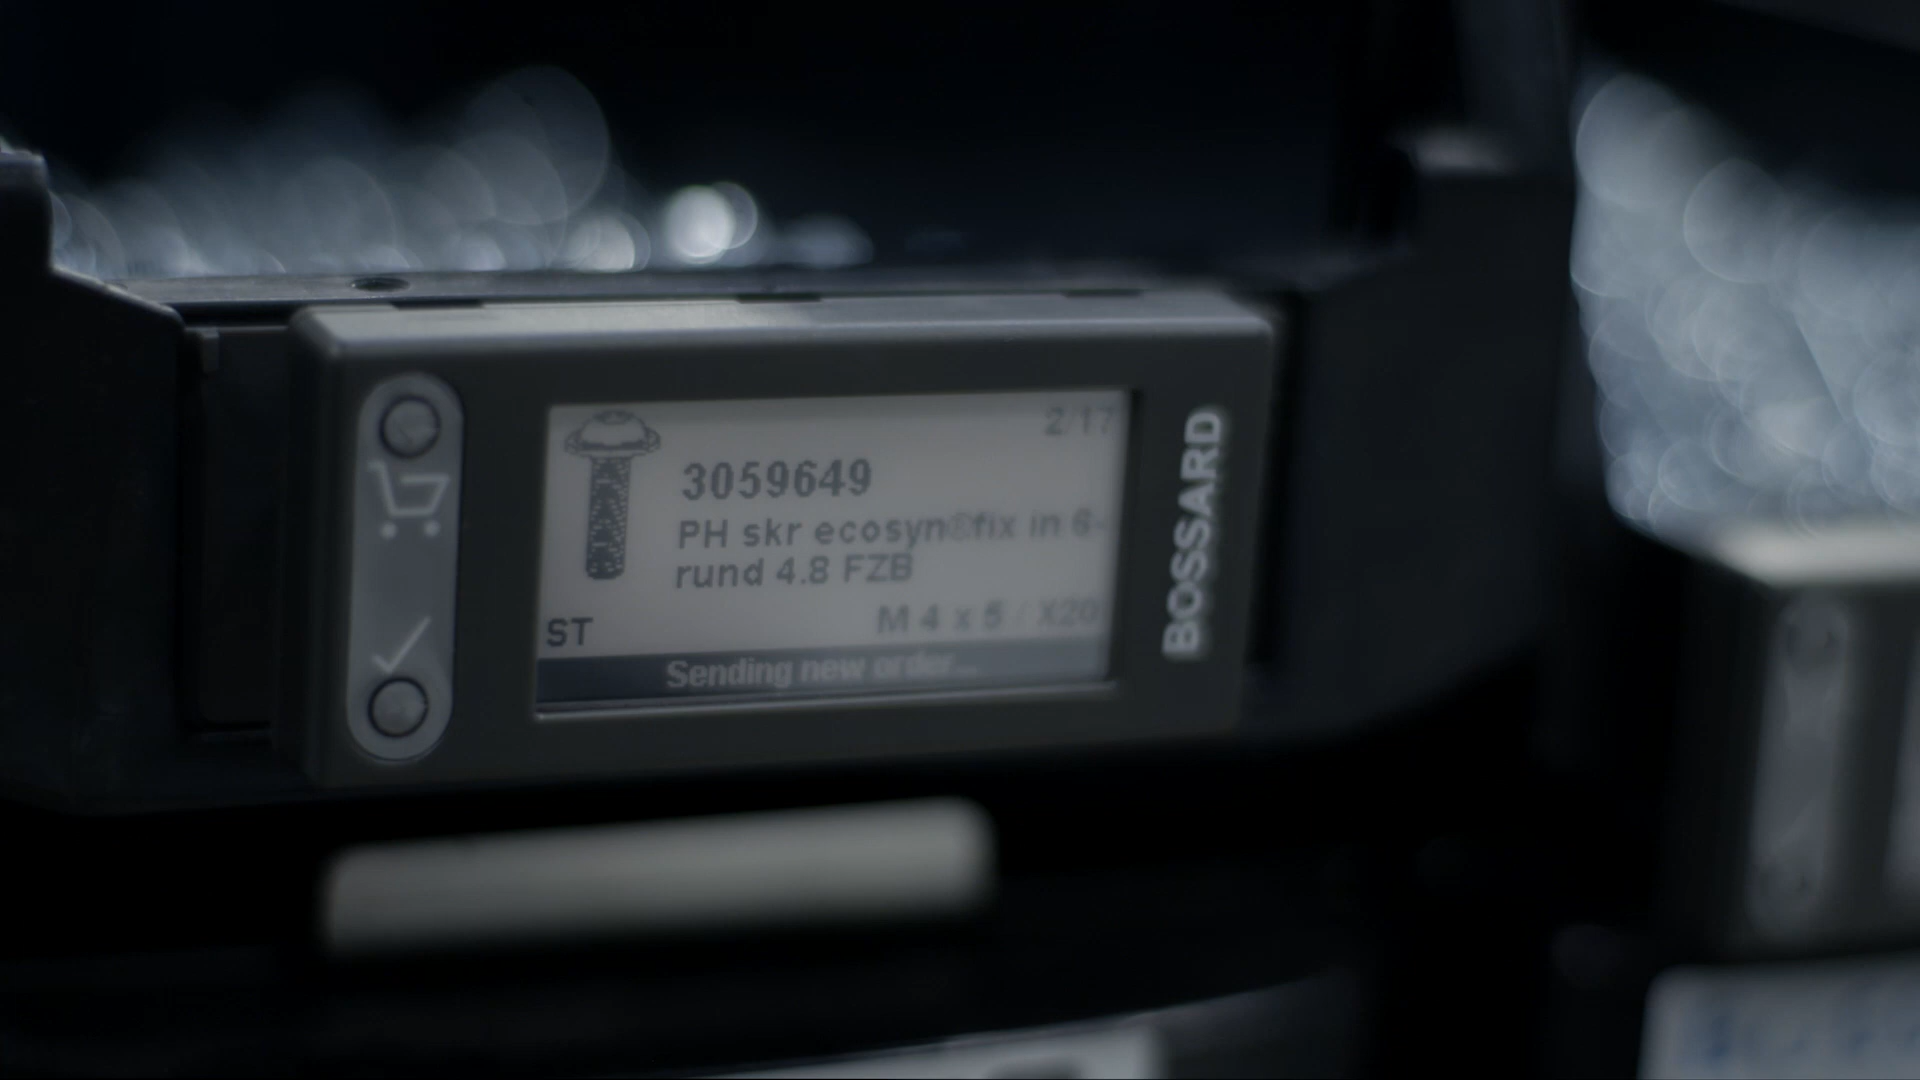 2/17
3059649
PH skr ecosyn®fix in 6-
rund 4.8 FZB
M 4 x 5 / X20
ST
Sending new order...
BOSSARD